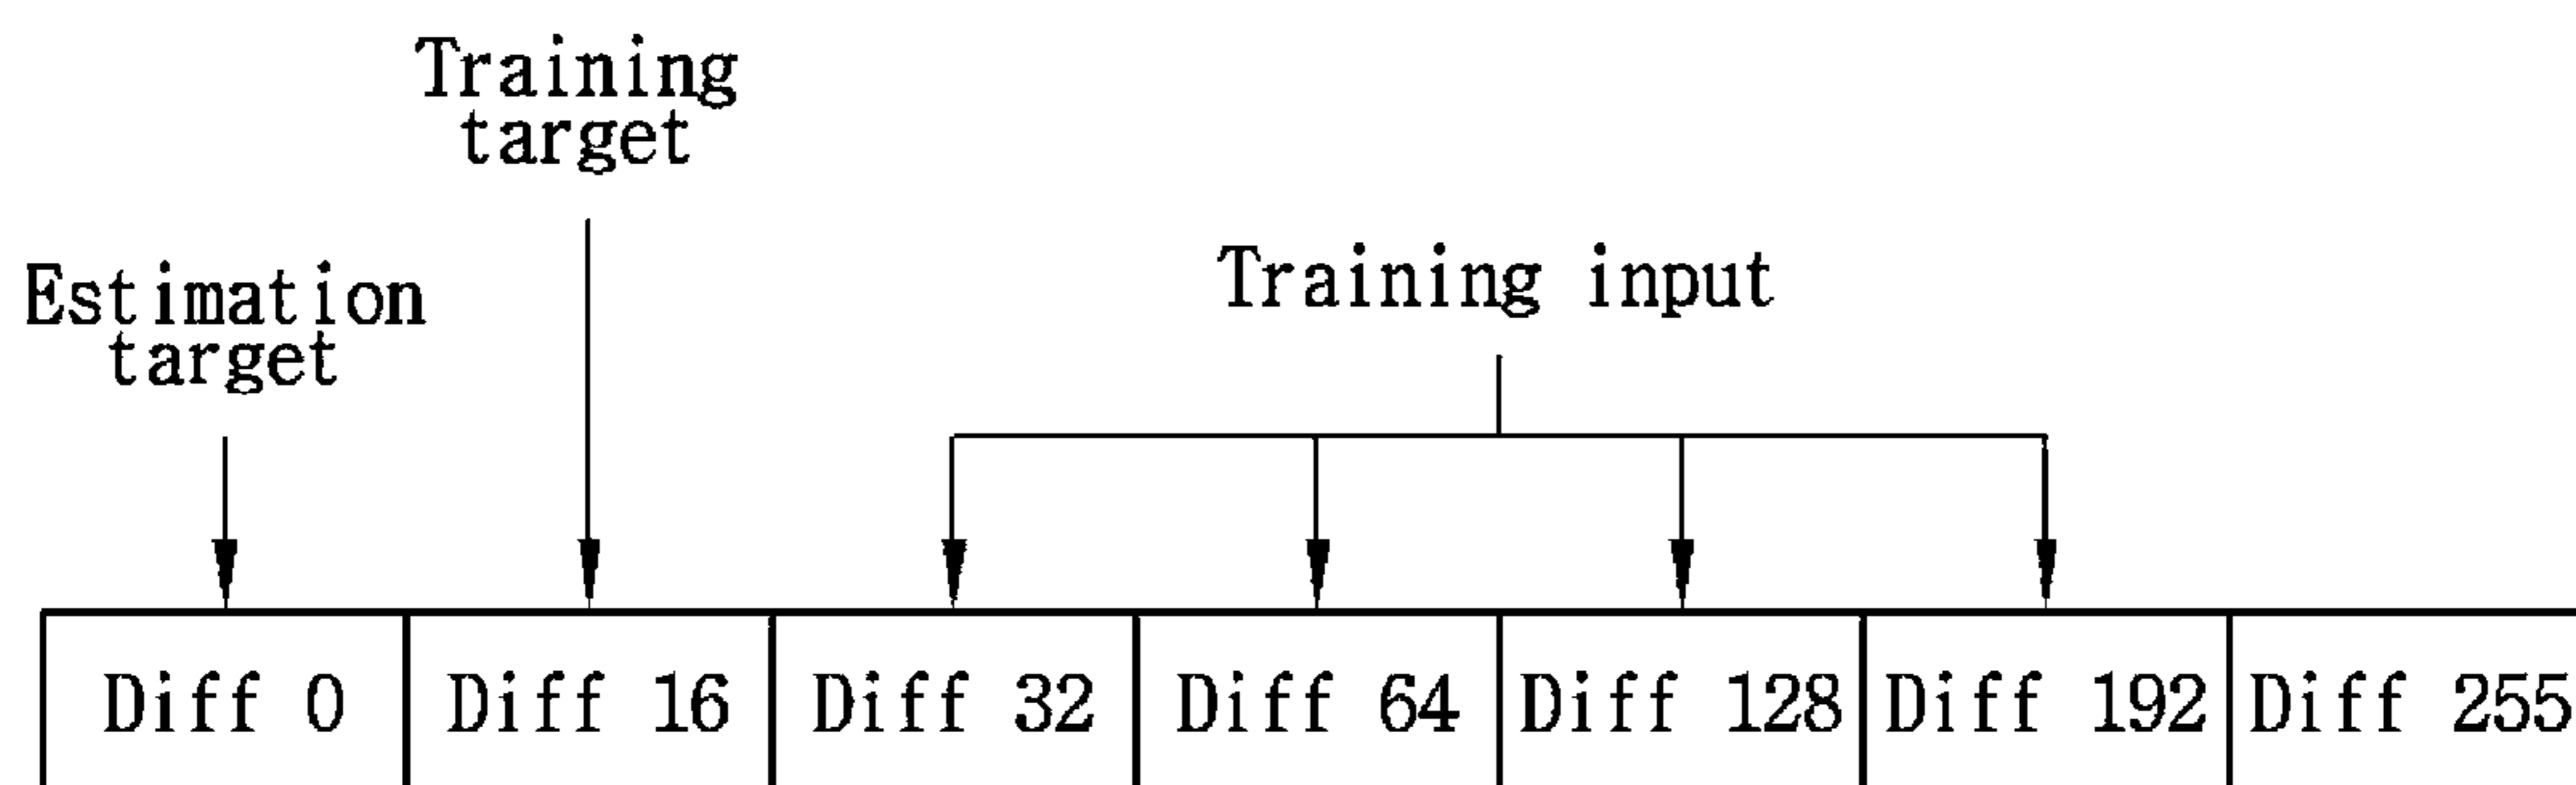 Training
target
Estimation
target
Training input
Diff 0 Diff 16 Diff 32 Diff 64 Diff 128 Diff 192 Diff 255